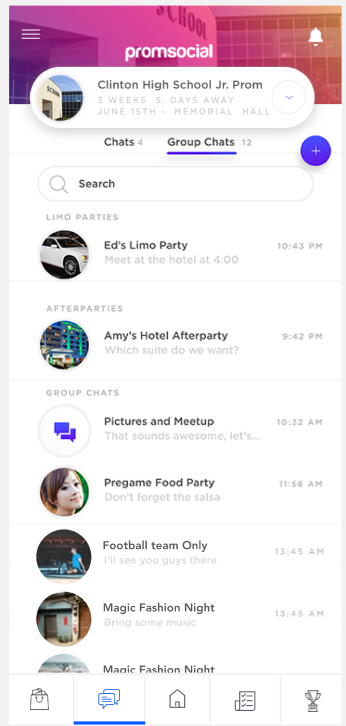 SCHOOL
promsocial
SCHOOL
Clinton High School Jr. Prom
3 WEEKS 5. DAYS AWAY
JUNE 15TH - MEMORIAL HALL
Chats 4 Group Chats 12
+
Search
LIMO PARTIES
Ed's Limo Party 10:43 PM
Meet at the hotel at 4:00
AFTERPARTIES
Amy's Hotel Afterparty 9:42 PM
Which suite do we want?
GROUP CHATS
Pictures and Meetup 10:32 AM
That sounds awesome, let's...
Pregame Food Party 11:56 AM
Don't forget the salsa
Football team Only 13:45 AM
I'll see you guys there
Magic Fashion Night 13:45 AM
Bring some music
Magic Fashion Night